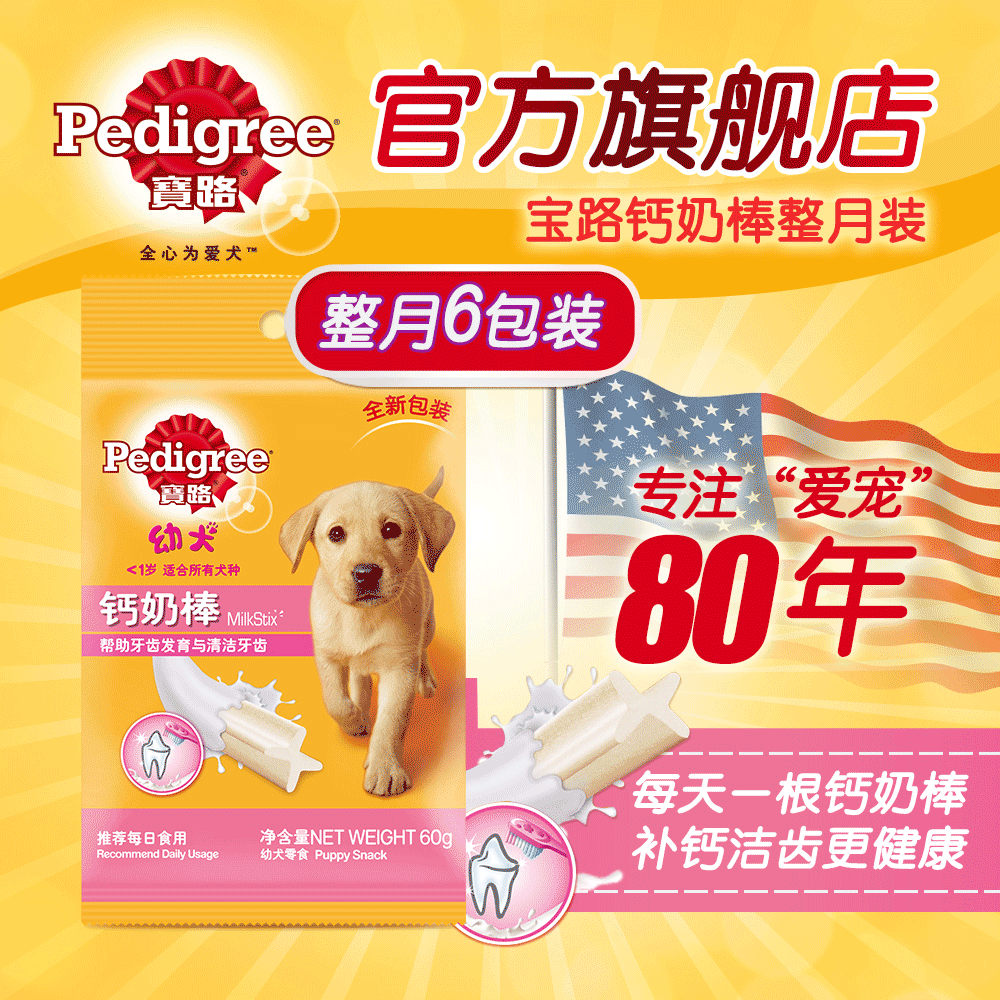 Pedigree®
寶路®
全心为爱犬™
官方旗舰店
宝路钙奶棒整月装
整月6包装
全新包装
Pedigree®
寶路®
幼犬
<1岁 适合所有犬种
钙奶棒 MilkStix
帮助牙齿发育与清洁牙齿
推荐每日食用
Recommend Daily Usage
净含量NET WEIGHT 60g
幼犬零食 Puppy Snack
专注“爱宠”
80年
每天一根钙奶棒
补钙洁齿更健康